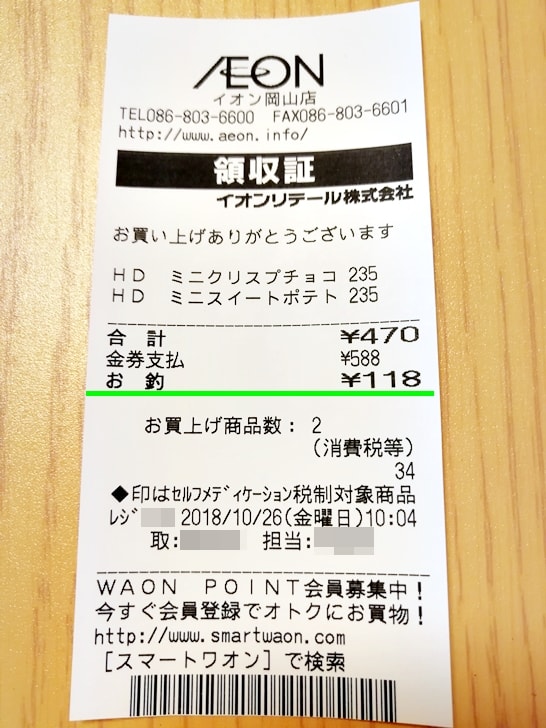 ÆON
イオン岡山店
TEL086-803-6600 FAX086-803-6601
http://www.aeon.info/
領収証
イオンリテール株式会社
お買い上げありがとうございます
HD ミニクリスプチョコ 235
HD ミニスイートポテト 235
合 計 ¥470
金券支払 ¥588
お 釣 ¥118
お買上げ商品数: 2
(消費税等)
34
◆印はセルフメディケーション税制対象商品
レジ 2018/10/26(金曜日)10:04
取: 担当:
WAON POINT会員募集中!
今すぐ会員登録でオトクにお買物!
http://www.smartwaon.com
[スマートワオン]で検索